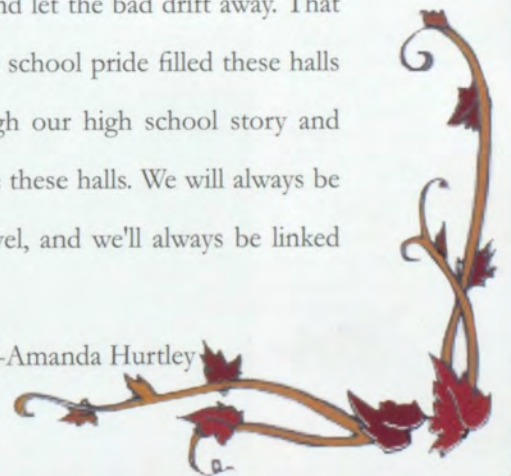 nd let the bad drift away. That
school pride filled these halls
gh our high school story and
these halls. We will always be
vel, and we'll always be linked
-Amanda Hurtley